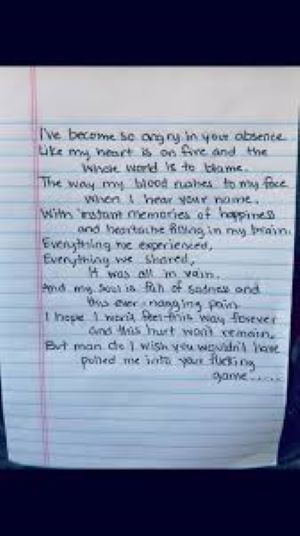 I've become so angry in your absence
Like my heart is on fire and the
whole world is to blame.
The way my blood rushes to my face
when I hear your name.
With instant memories of happiness
and heartache filling in my brain.
Everything we experienced,
Everything we shared,
It was all in vain.
And my soul is full of sadness and
this ever-nagging pain
I hope I won't feel this way forever
and this hurt won't remain.
But man do I wish you wouldn't have
pulled me into your fucking
game.....